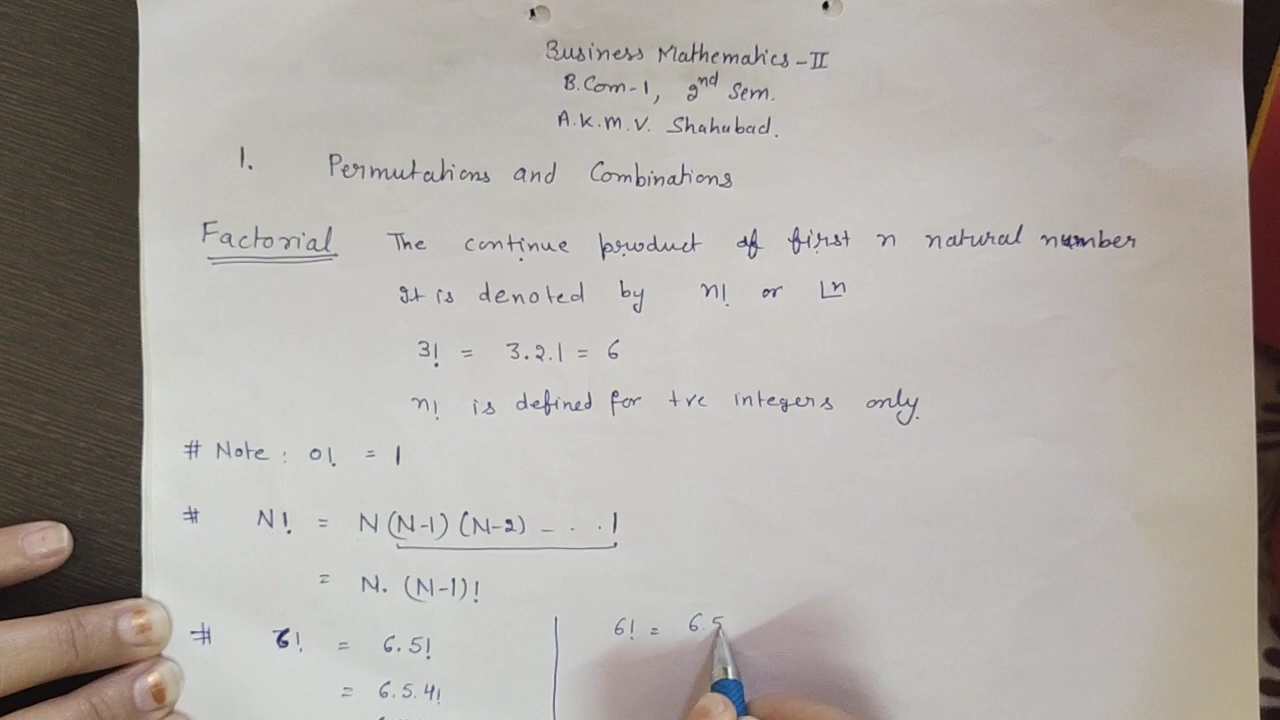 Business Mathematics-II
B.Com-1, 2nd Sem.
A.K.M.V. Shahabad.
1. Permutations and Combinations
Factorial The continue product of first n natural number
It is denoted by n! or ⌊n
3! = 3.2.1 = 6
n! is defined for +ve integers only.
# Note: 0! = 1
# N! = N(N-1)(N-2) - . . .1
= N. (N-1)!
# 6! = 6.5!
= 6.5.4!
6! = 6.5